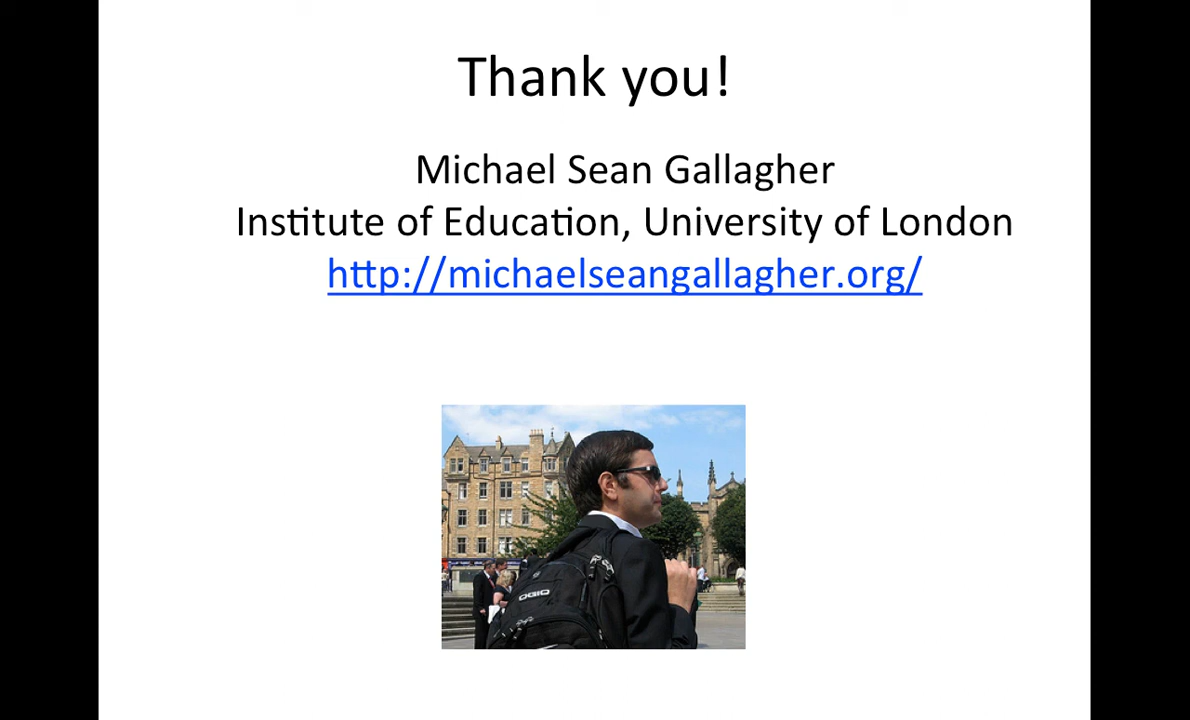 Thank you!
Michael Sean Gallagher
Institute of Education, University of London
http://michaelseangallagher.org/
OGIO